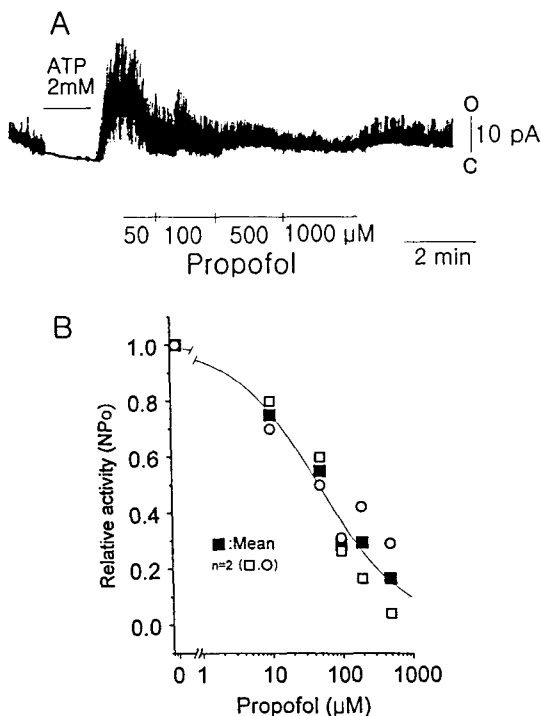 A
ATP
2mM
O
10 pA
C
50 100 500 1000 µM
Propofol
2 min
B
Relative activity (NPo)
1.0
0.8
0.6
0.4
0.2
0.0
■:Mean
n=2 (□.○)
0 1 10 100 1000
Propofol (µM)